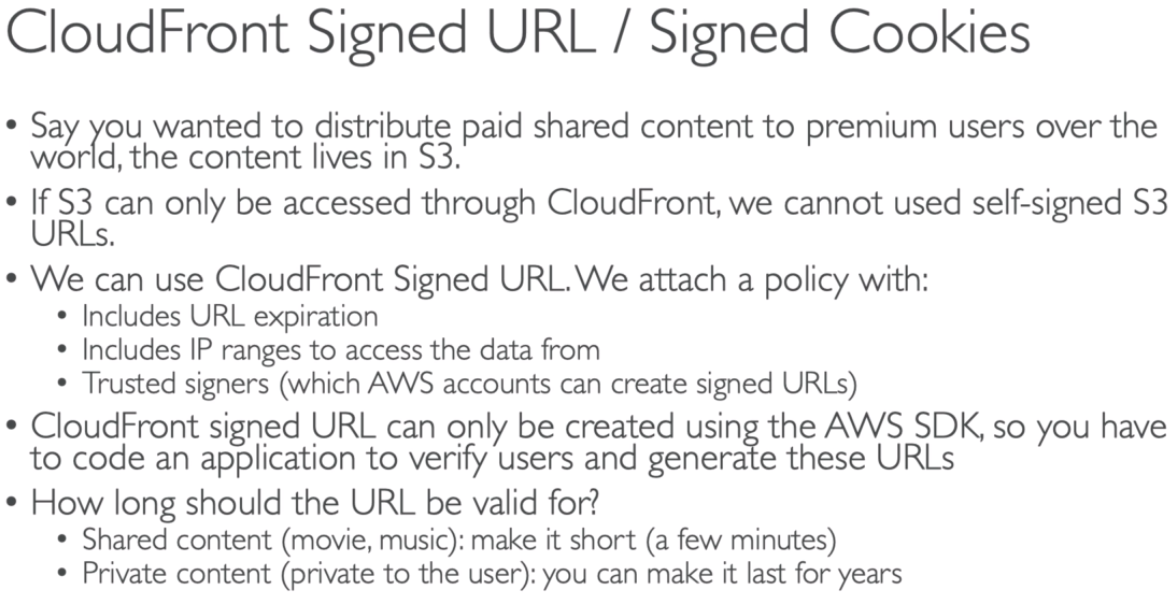 CloudFront Signed URL / Signed Cookies
• Say you wanted to distribute paid shared content to premium users over the
world, the content lives in S3.
• If S3 can only be accessed through CloudFront, we cannot used self-signed S3
URLs.
• We can use CloudFront Signed URL. We attach a policy with:
• Includes URL expiration
• Includes IP ranges to access the data from
• Trusted signers (which AWS accounts can create signed URLs)
• CloudFront signed URL can only be created using the AWS SDK, so you have
to code an application to verify users and generate these URLs
• How long should the URL be valid for?
• Shared content (movie, music): make it short (a few minutes)
• Private content (private to the user): you can make it last for years